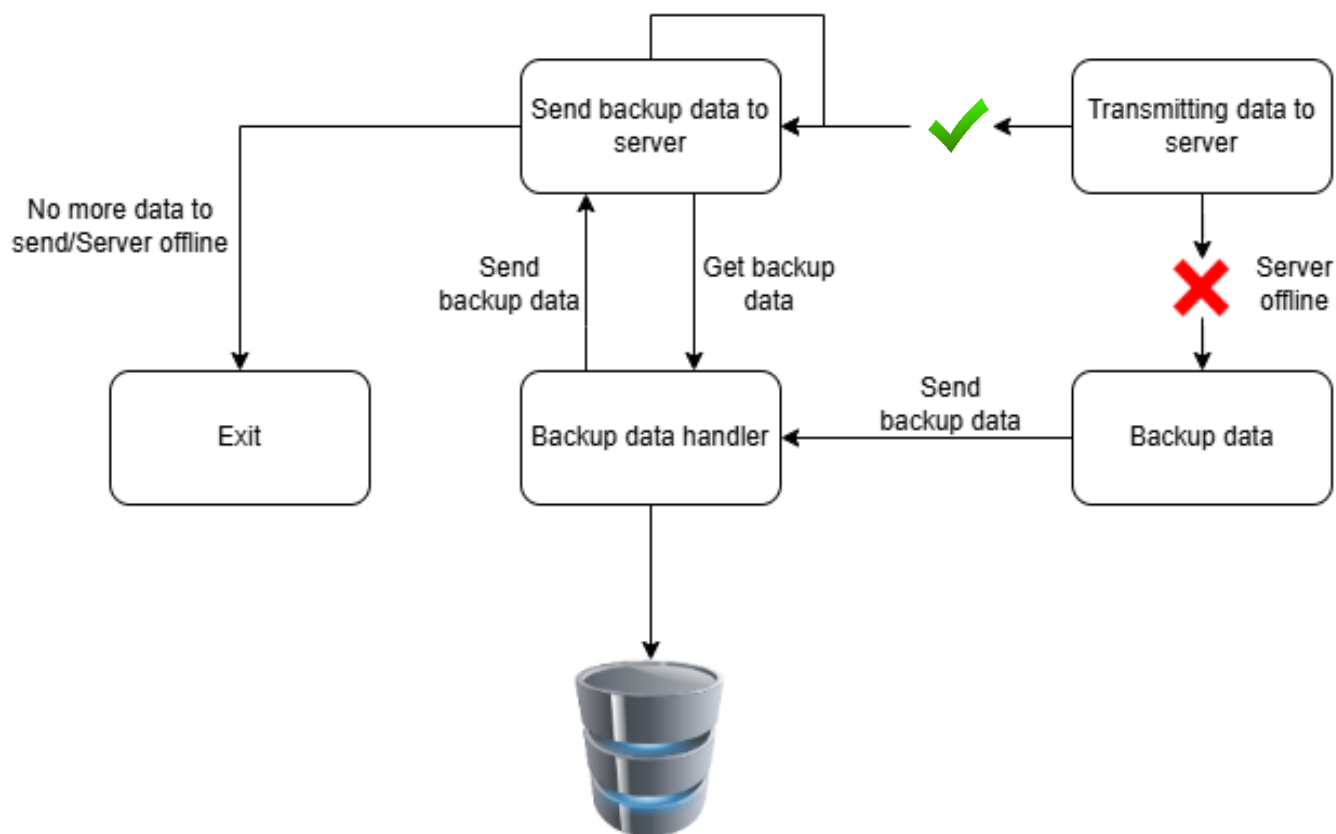 Send backup data to
server
Transmitting data to
server
No more data to
send/Server offline
Send
backup data
Get backup
data
Server
offline
Exit
Backup data handler
Send
backup data
Backup data